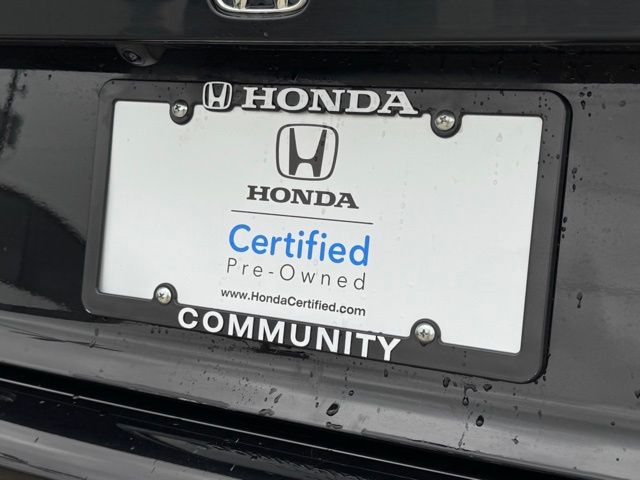 HONDA
HONDA
Certified
Pre-Owned
www.HondaCertified.com
COMMUNITY